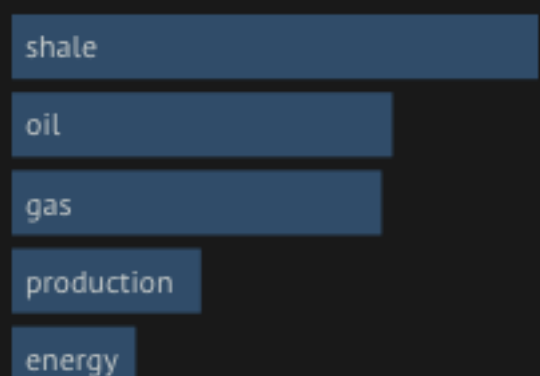 shale
oil
gas
production
energy